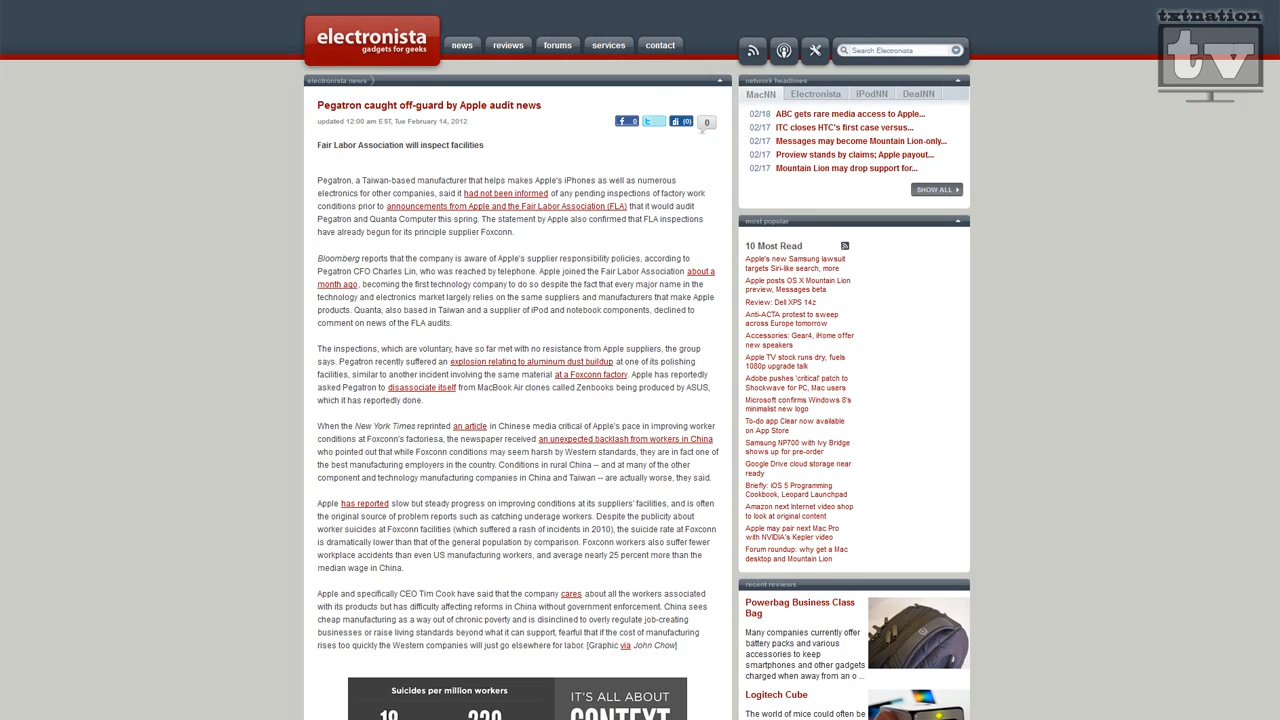 txtnation
tv
electronista
gadgets for geeks
news
reviews
forums
services
contact
Search Electronista
electronista news
Pegatron caught off-guard by Apple audit news
updated 12:00 am EST, Tue February 14, 2012
f 0
t
(0)
0
Fair Labor Association will inspect facilities
Pegatron, a Taiwan-based manufacturer that helps makes Apple's iPhones as well as numerous
electronics for other companies, said it had not been informed of any pending inspections of factory work
conditions prior to announcements from Apple and the Fair Labor Association (FLA) that it would audit
Pegatron and Quanta Computer this spring. The statement by Apple also confirmed that FLA inspections
have already begun for its principle supplier Foxconn.
Bloomberg reports that the company is aware of Apple's supplier responsibility policies, according to
Pegatron CFO Charles Lin, who was reached by telephone. Apple joined the Fair Labor Association about a
month ago, becoming the first technology company to do so despite the fact that every major name in the
technology and electronics market largely relies on the same suppliers and manufacturers that make Apple
products. Quanta, also based in Taiwan and a supplier of iPod and notebook components, declined to
comment on news of the FLA audits.
The inspections, which are voluntary, have so far met with no resistance from Apple suppliers, the group
says. Pegatron recently suffered an explosion relating to aluminum dust buildup at one of its polishing
facilities, similar to another incident involving the same material at a Foxconn factory. Apple has reportedly
asked Pegatron to disassociate itself from MacBook Air clones called Zenbooks being produced by ASUS,
which it has reportedly done.
When the New York Times reprinted an article in Chinese media critical of Apple's pace in improving worker
conditions at Foxconn's factoriesa, the newspaper received an unexpected backlash from workers in China
who pointed out that while Foxconn conditions may seem harsh by Western standards, they are in fact one of
the best manufacturing employers in the country. Conditions in rural China -- and at many of the other
component and technology manufacturing companies in China and Taiwan -- are actually worse, they said.
Apple has reported slow but steady progress on improving conditions at its suppliers' facilities, and is often
the original source of problem reports such as catching underage workers. Despite the publicity about
worker suicides at Foxconn facilities (which suffered a rash of incidents in 2010), the suicide rate at Foxconn
is dramatically lower than that of the general population by comparison. Foxconn workers also suffer fewer
workplace accidents than even US manufacturing workers, and average nearly 25 percent more than the
median wage in China.
Apple and specifically CEO Tim Cook have said that the company cares about all the workers associated
with its products but has difficulty affecting reforms in China without government enforcement. China sees
cheap manufacturing as a way out of chronic poverty and is disinclined to overly regulate job-creating
businesses or raise living standards beyond what it can support, fearful that if the cost of manufacturing
rises too quickly the Western companies will just go elsewhere for labor. [Graphic via John Chow]
Suicides per million workers
IT'S ALL ABOUT
CONTEXT
network headlines
MacNN
Electronista
iPodNN
DealNN
02/18 ABC gets rare media access to Apple...
02/17 ITC closes HTC's first case versus...
02/17 Messages may become Mountain Lion-only...
02/17 Proview stands by claims; Apple payout...
02/17 Mountain Lion may drop support for...
SHOW ALL
most popular
10 Most Read
Apple's new Samsung lawsuit
targets Siri-like search, more
Apple posts OS X Mountain Lion
preview, Messages beta
Review: Dell XPS 14z
Anti-ACTA protest to sweep
across Europe tomorrow
Accessories: Gear4, iHome offer
new speakers
Apple TV stock runs dry, fuels
1080p upgrade talk
Adobe pushes 'critical' patch to
Shockwave for PC, Mac users
Microsoft confirms Windows 8's
minimalist new logo
To-do app Clear now available
on App Store
Samsung NP700 with Ivy Bridge
shows up for pre-order
Google Drive cloud storage near
ready
Briefly: iOS 5 Programming
Cookbook, Leopard Launchpad
Amazon next Internet video shop
to look at original content
Apple may pair next Mac Pro
with NVIDIA's Kepler video
Forum roundup: why get a Mac
desktop and Mountain Lion
recent reviews
Powerbag Business Class
Bag
Many companies currently offer
battery packs and various
accessories to keep
smartphones and other gadgets
charged when away from an o ...
Logitech Cube
The world of mice could often be